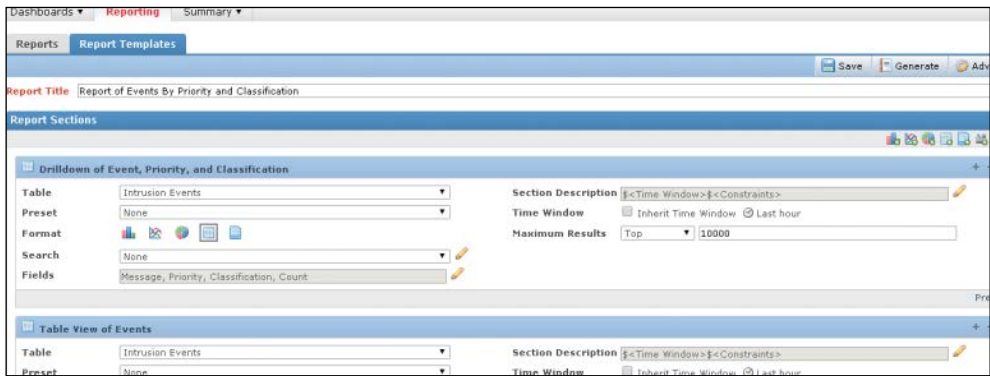 Dashboards ▾ Reporting Summary ▾
Reports Report Templates
Save Generate Adv
Report Title Report of Events By Priority and Classification
Report Sections
Drilldown of Event, Priority, and Classification
Table Intrusion Events Section Description $<Time Window>$<Constraints>
Preset None Time Window Inherit Time Window Last hour
Format Maximum Results Top 10000
Search None
Fields Message, Priority, Classification, Count
Pre
Table View of Events
Table Intrusion Events Section Description $<Time Window>$<Constraints>
Preset None Time Window Inherit Time Window Last hour